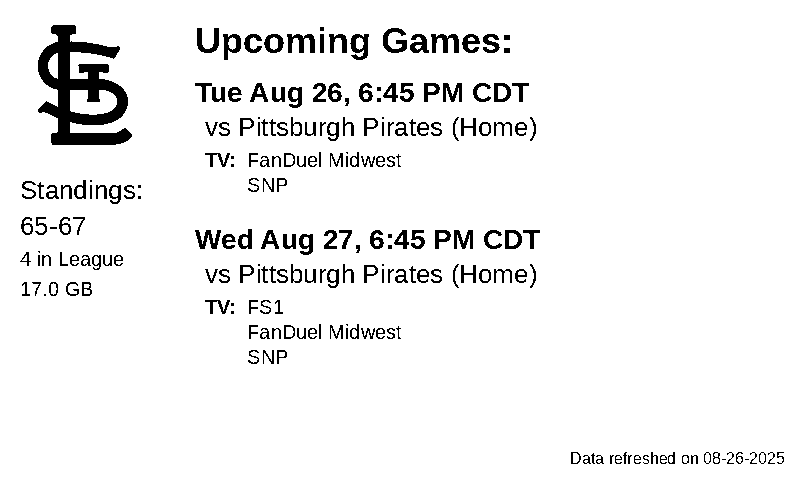 STL
Standings:
65-67
4 in League
17.0 GB
Upcoming Games:
Tue Aug 26, 6:45 PM CDT
vs Pittsburgh Pirates (Home)
TV: FanDuel Midwest
SNP
Wed Aug 27, 6:45 PM CDT
vs Pittsburgh Pirates (Home)
TV: FS1
FanDuel Midwest
SNP
Data refreshed on 08-26-2025